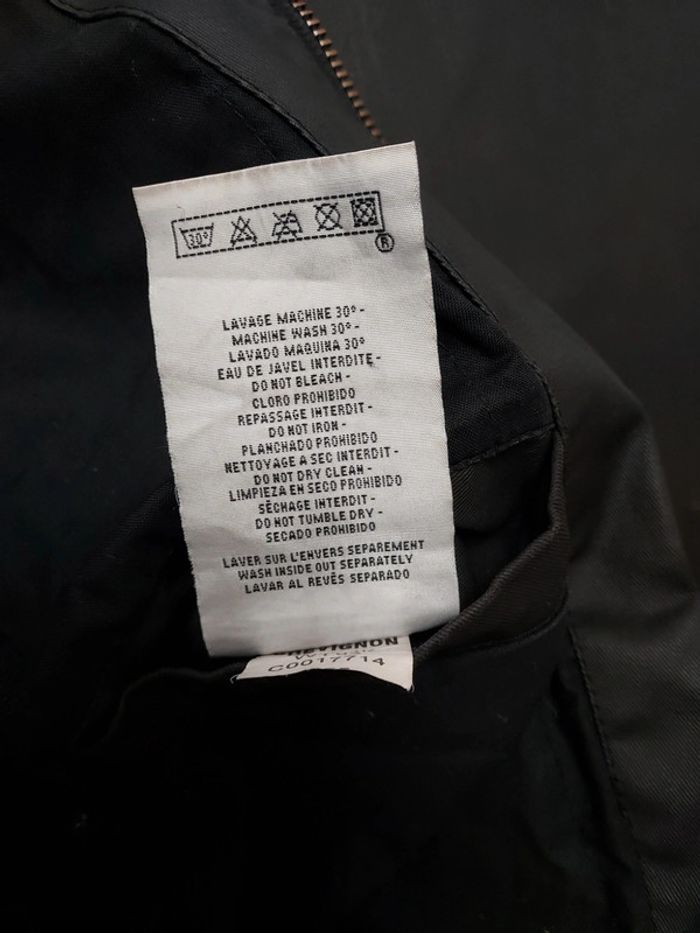 30°
®
LAVAGE MACHINE 30° -
MACHINE WASH 30° -
LAVADO MAQUINA 30°
EAU DE JAVEL INTERDITE -
DO NOT BLEACH -
CLORO PROHIBIDO
REPASSAGE INTERDIT -
DO NOT IRON -
PLANCHADO PROHIBIDO
NETTOYAGE A SEC INTERDIT -
DO NOT DRY CLEAN -
LIMPIEZA EN SECO PROHIBIDO
SÉCHAGE INTERDIT -
DO NOT TUMBLE DRY -
SECADO PROHIBIDO
LAVER SUR L'ENVERS SEPAREMENT
WASH INSIDE OUT SEPARATELY
LAVAR AL REVÉS SEPARADO
CHEVIGNON
C0017714